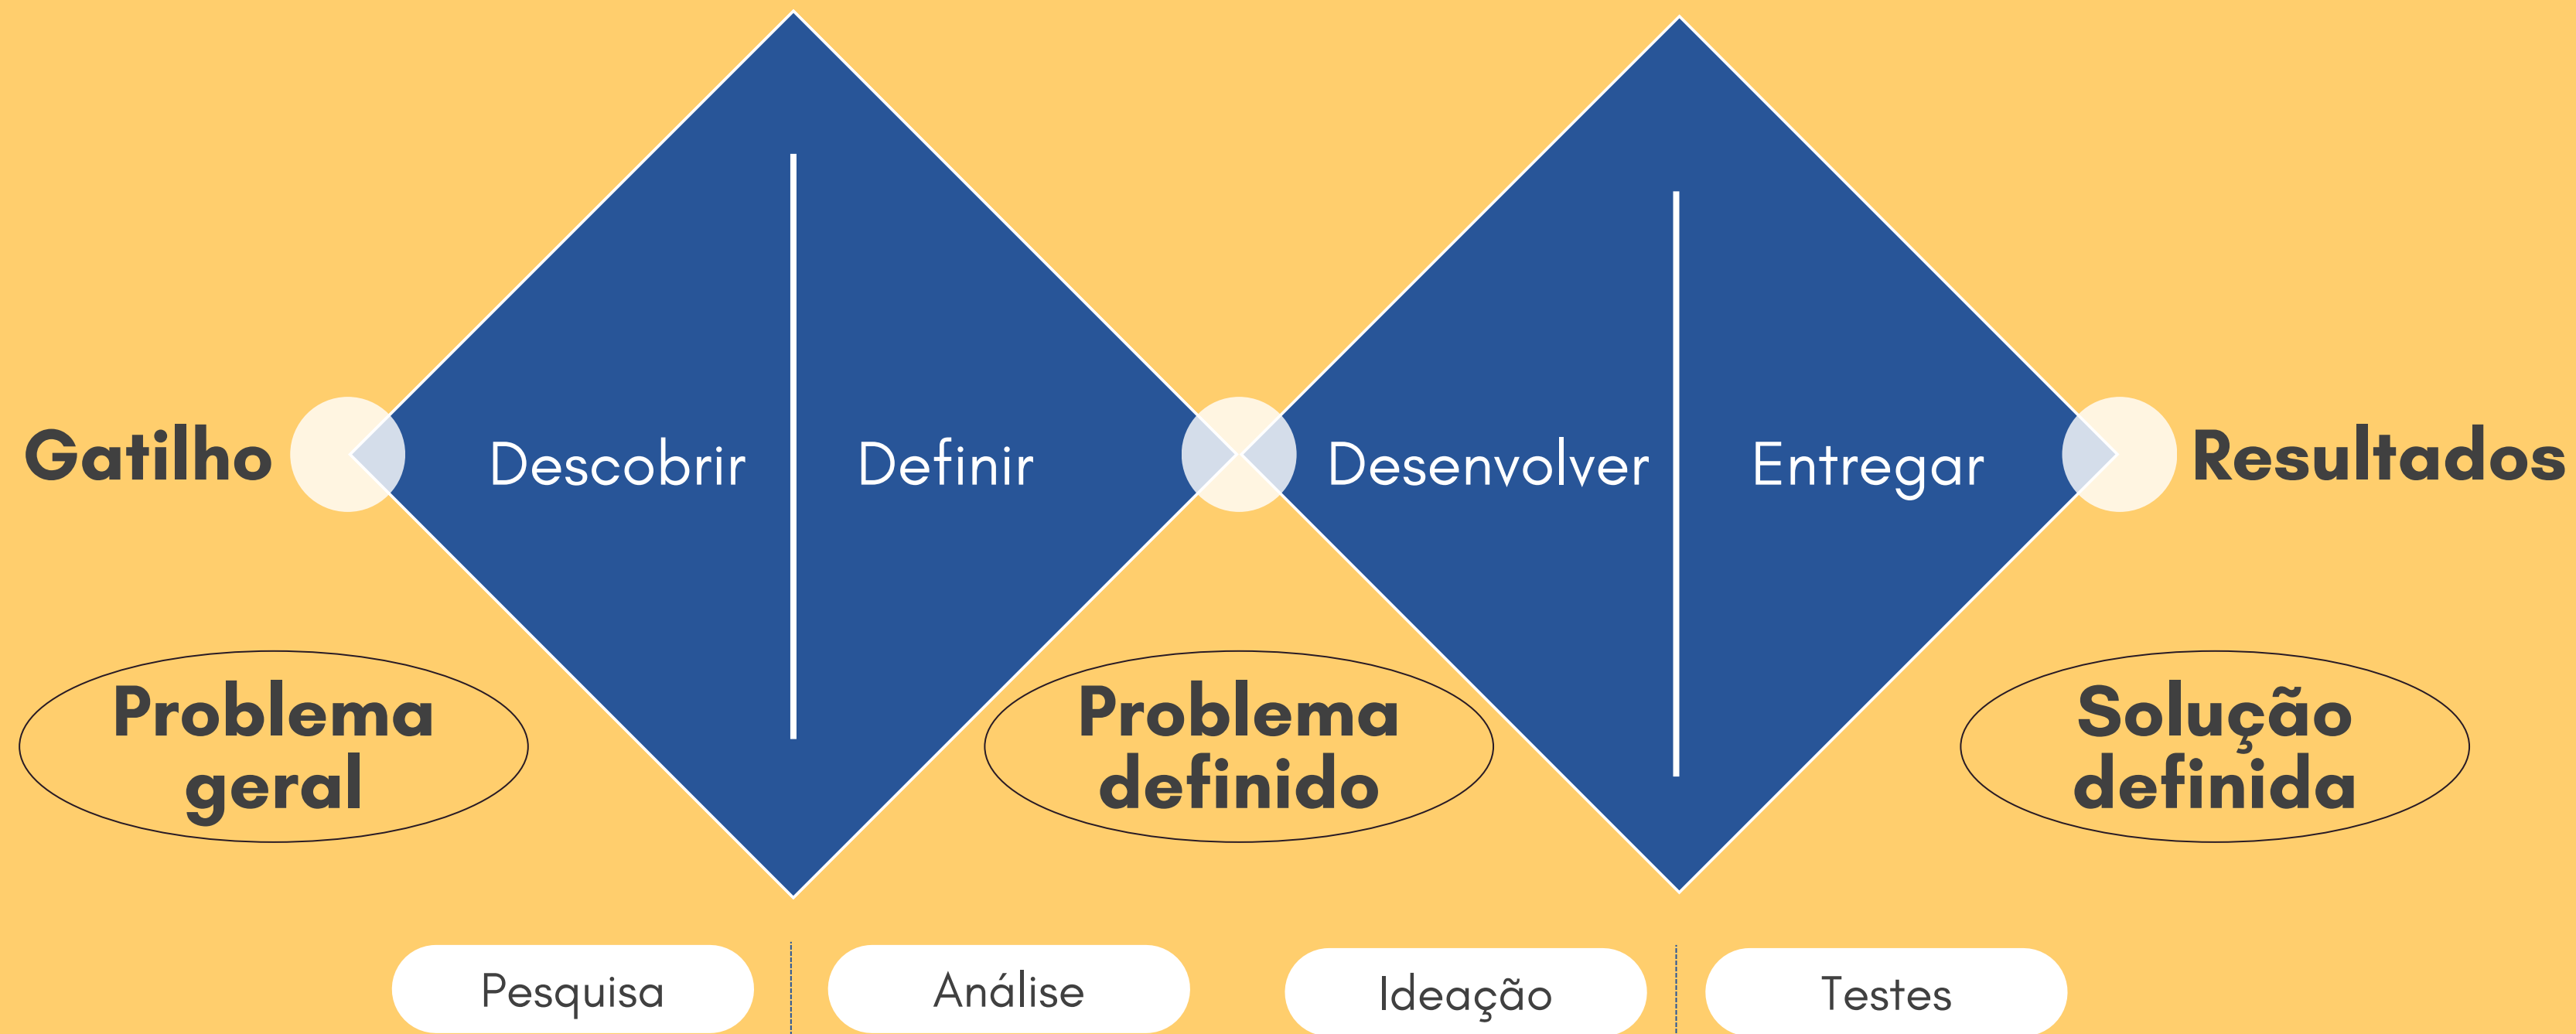 Gatilho
Descobrir
Definir
Desenvolver
Entregar
Resultados
Problema
geral
Problema
definido
Solução
definida
Pesquisa
Análise
Ideação
Testes